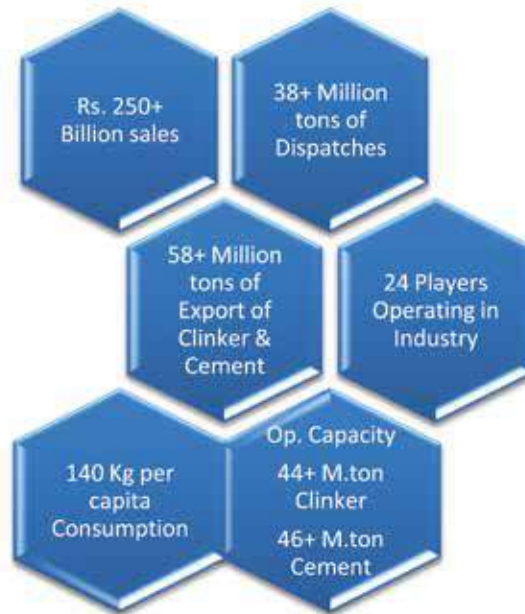 Rs. 250+
Billion sales
38+ Million
tons of
Dispatches
58+ Million
tons of
Export of
Clinker &
Cement
24 Players
Operating in
Industry
140 Kg per
capita
Consumption
Op. Capacity
44+ M.ton
Clinker
46+ M.ton
Cement